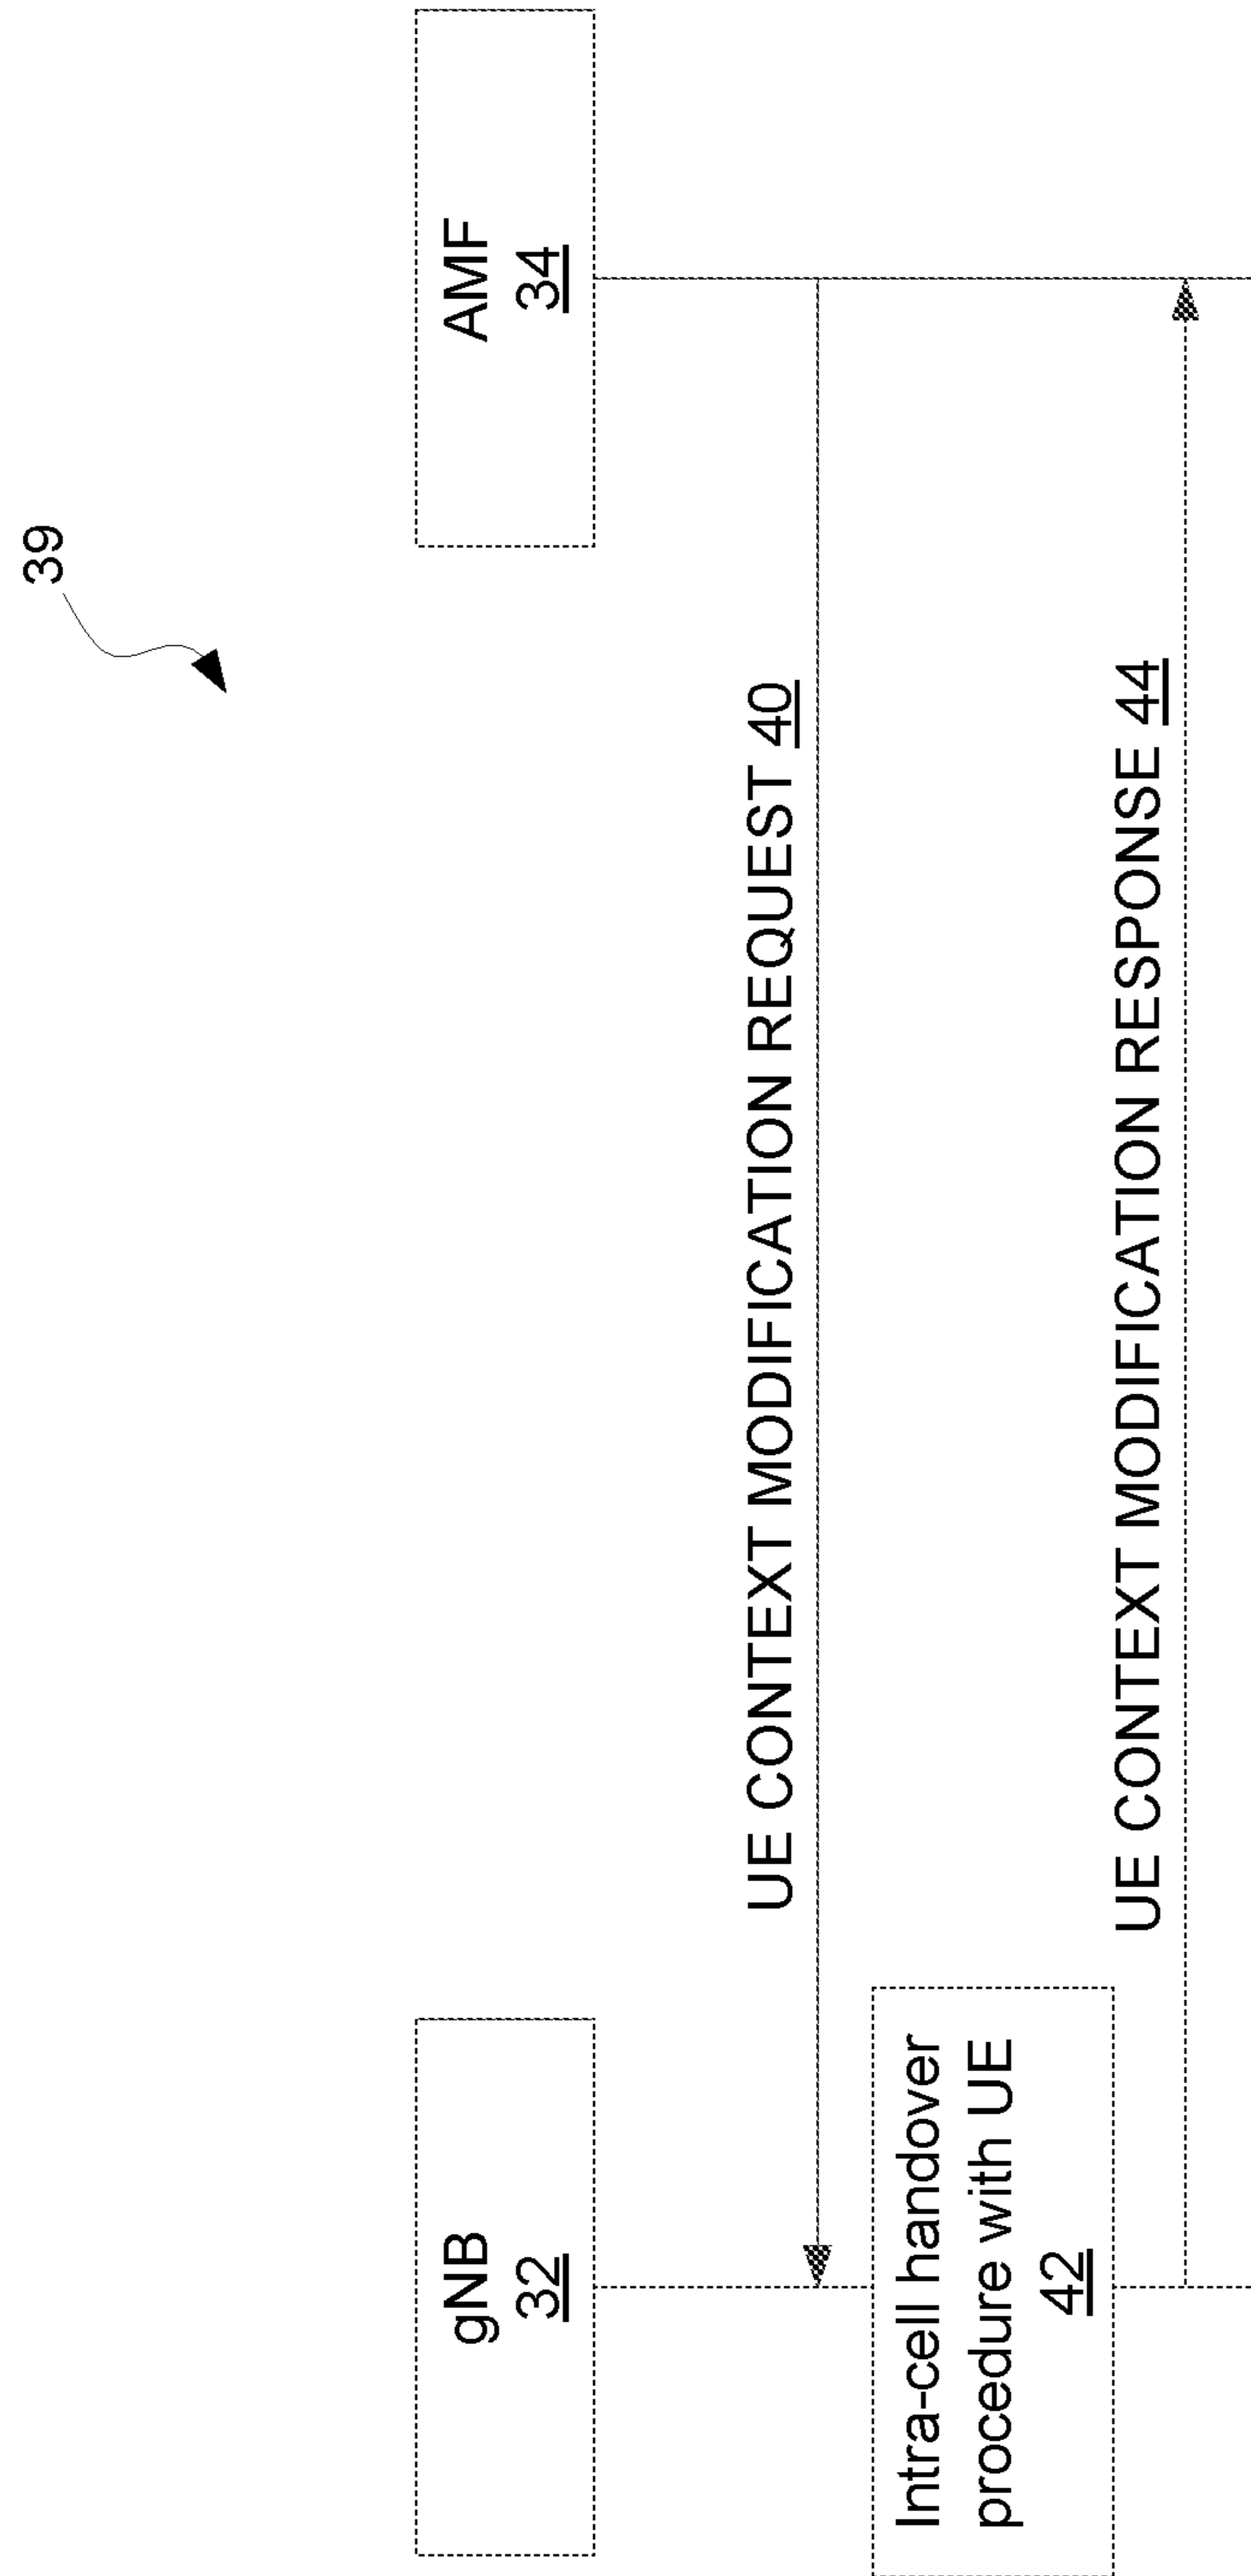 39
gNB
32
AMF
34
UE CONTEXT MODIFICATION REQUEST 40
Intra-cell handover
procedure with UE
42
UE CONTEXT MODIFICATION RESPONSE 44